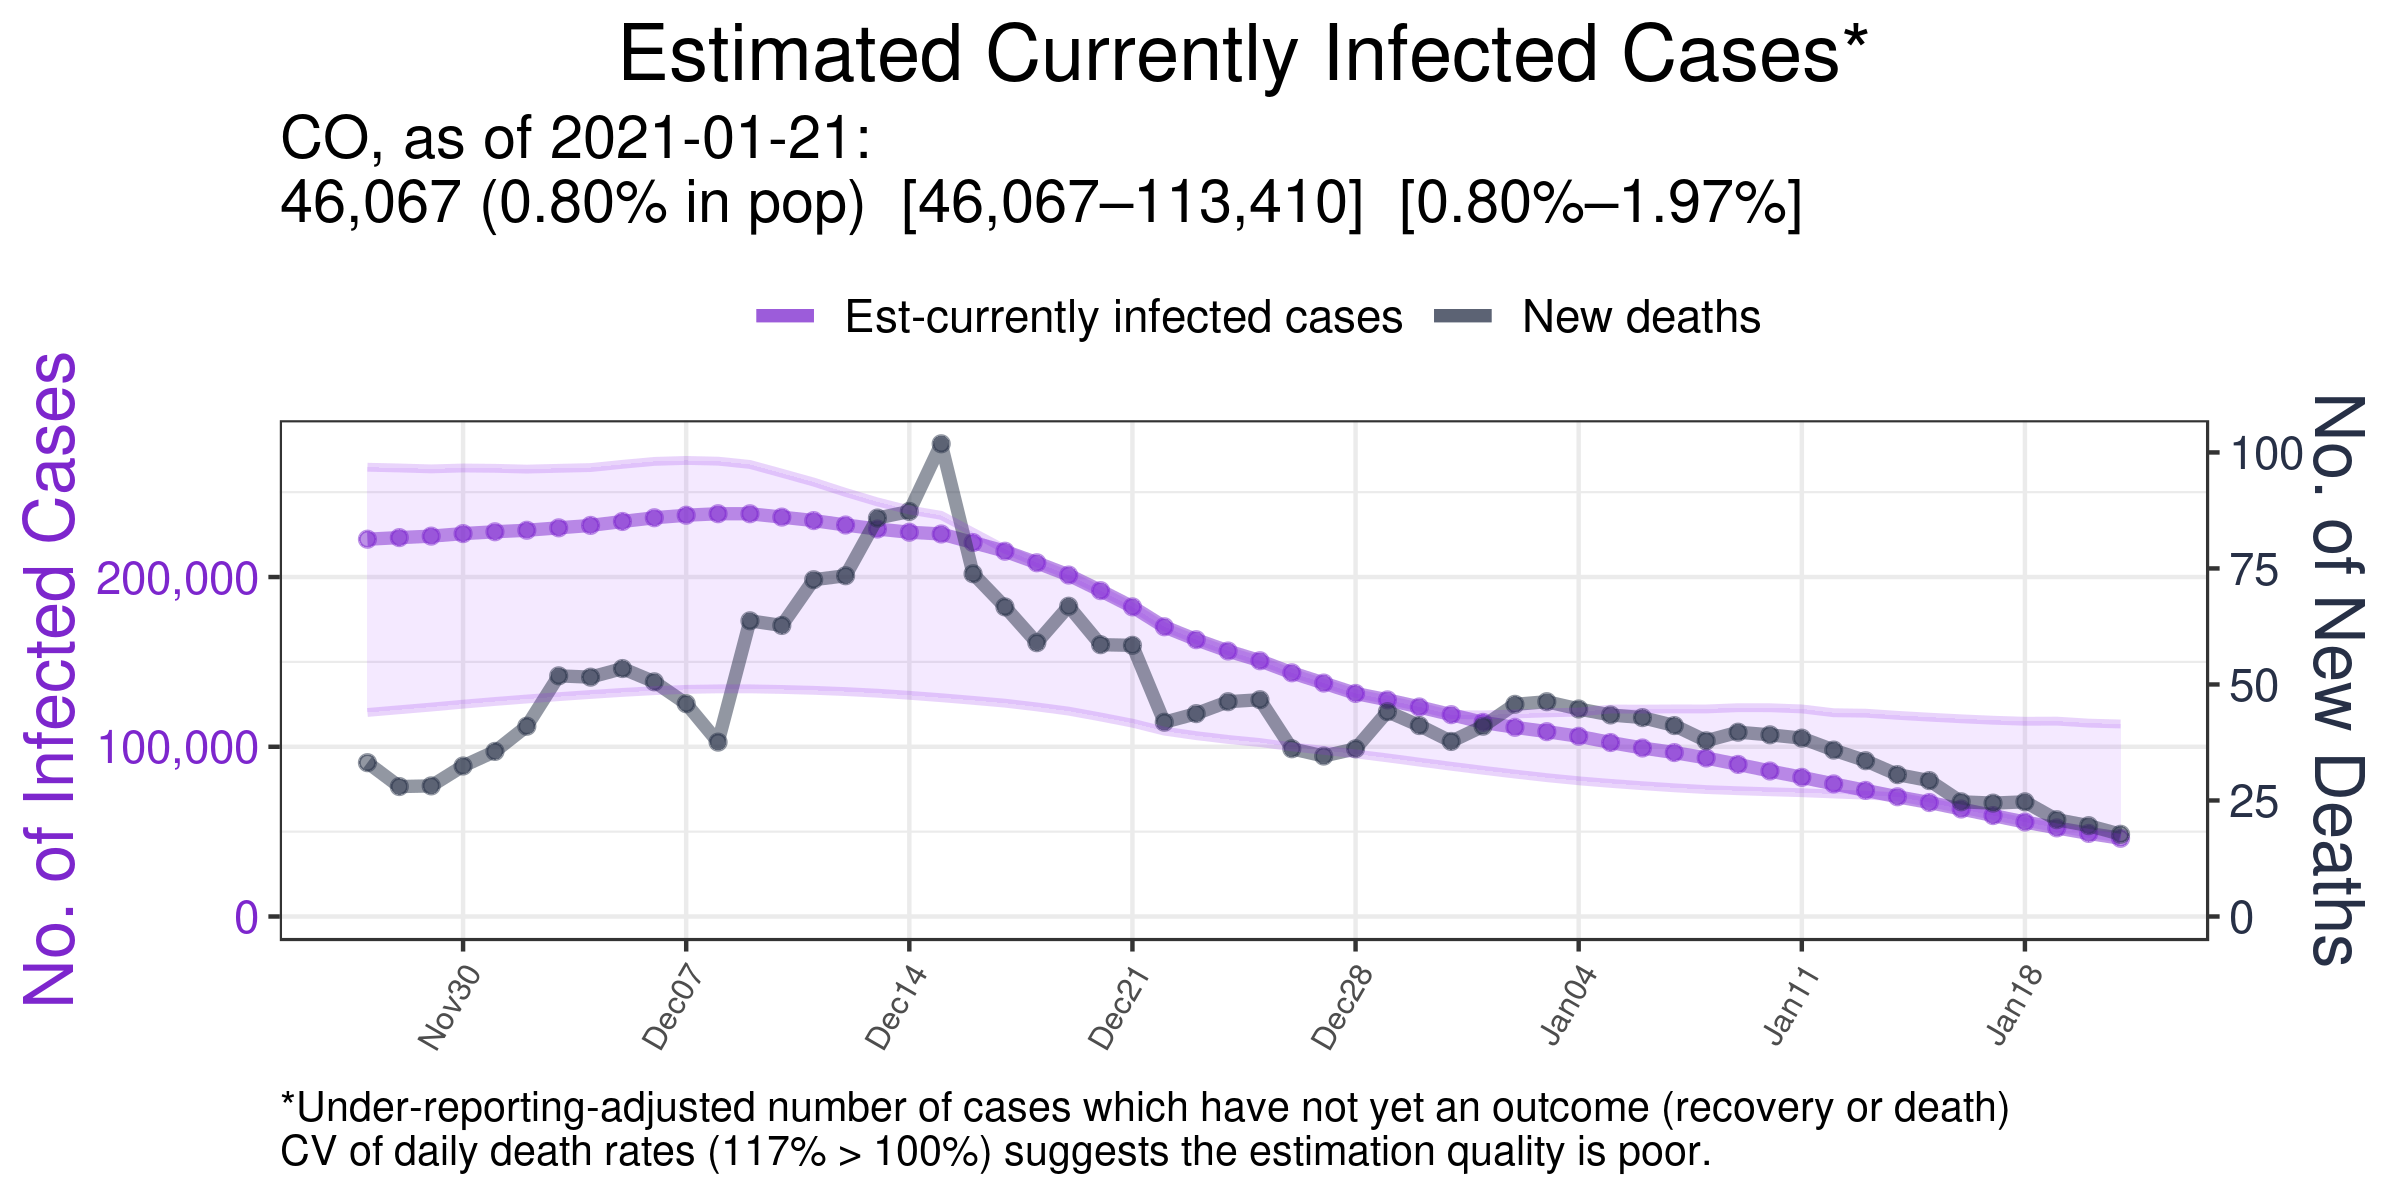 Estimated Currently Infected Cases*
CO, as of 2021-01-21:
46,067 (0.80% in pop)  [46,067–113,410]  [0.80%–1.97%]
Est-currently infected cases
New deaths
No. of Infected Cases
200,000
100,000
0
100
75
50
25
0
No. of New Deaths
Nov30
Dec07
Dec14
Dec21
Dec28
Jan04
Jan11
Jan18
*Under-reporting-adjusted number of cases which have not yet an outcome (recovery or death)
CV of daily death rates (117% > 100%) suggests the estimation quality is poor.